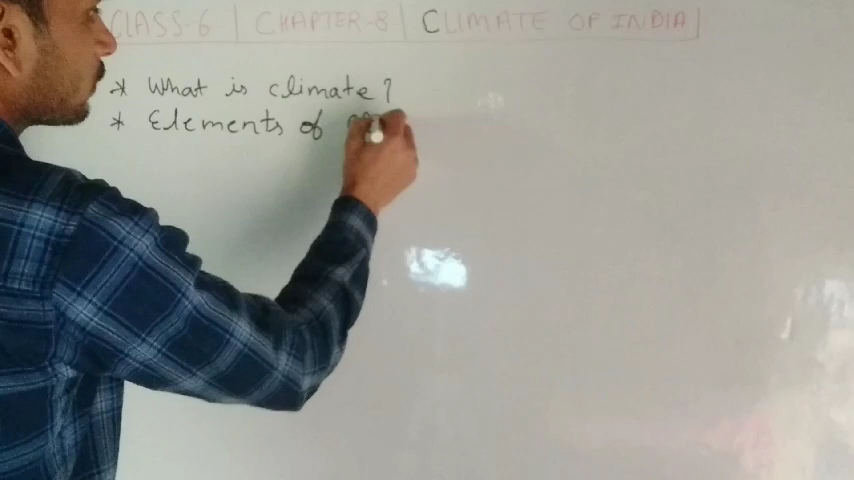 CLASS-6 | CHAPTER-8 | CLIMATE OF INDIA
* What is climate?
* Elements of